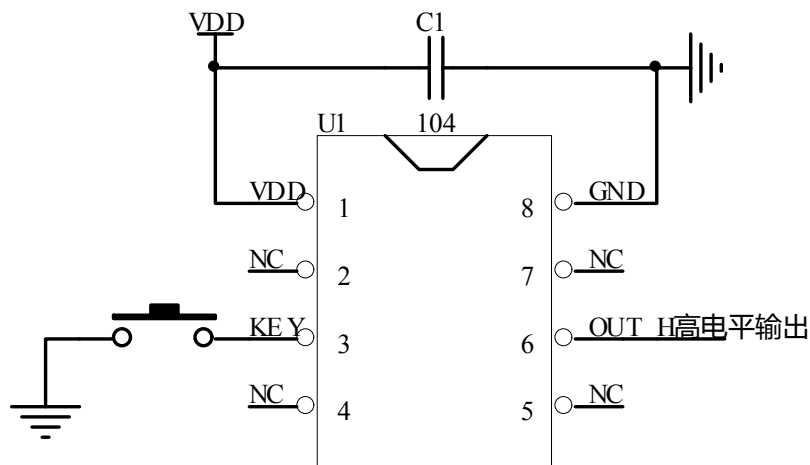 VDD C1
U1 104
VDD 1 8 GND
NC 2 7 NC
KEY 3 6 OUT H高电平输出
NC 4 5 NC